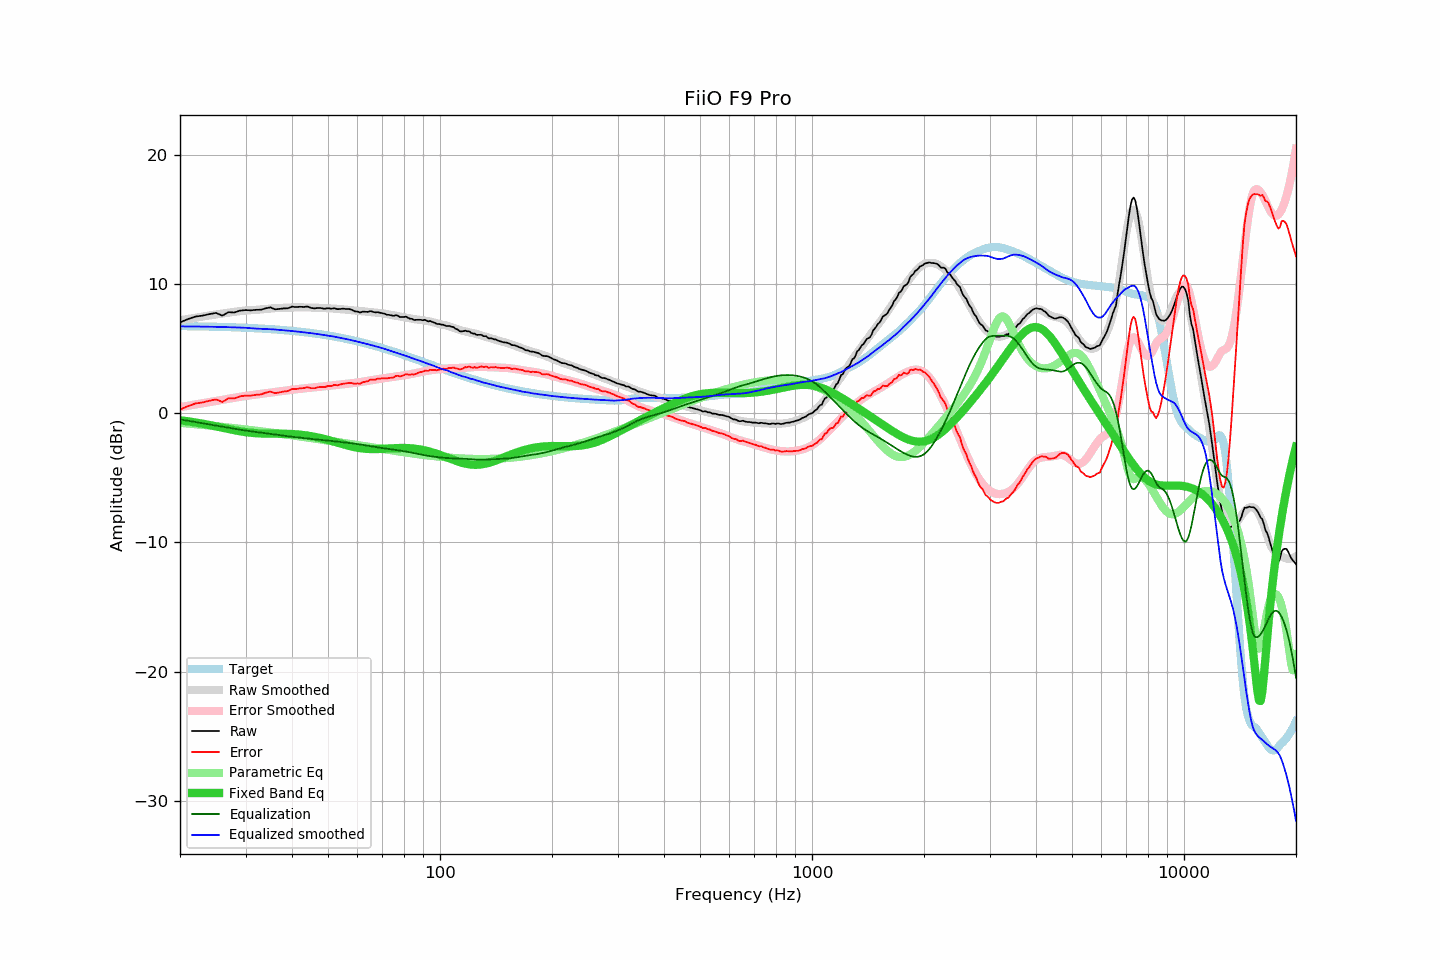 FiiO F9 Pro
20
10
0
−10
−20
−30
Amplitude (dBr)
Target
Raw Smoothed
Error Smoothed
Raw
Error
Parametric Eq
Fixed Band Eq
Equalization
Equalized smoothed
100
1000
10000
Frequency (Hz)